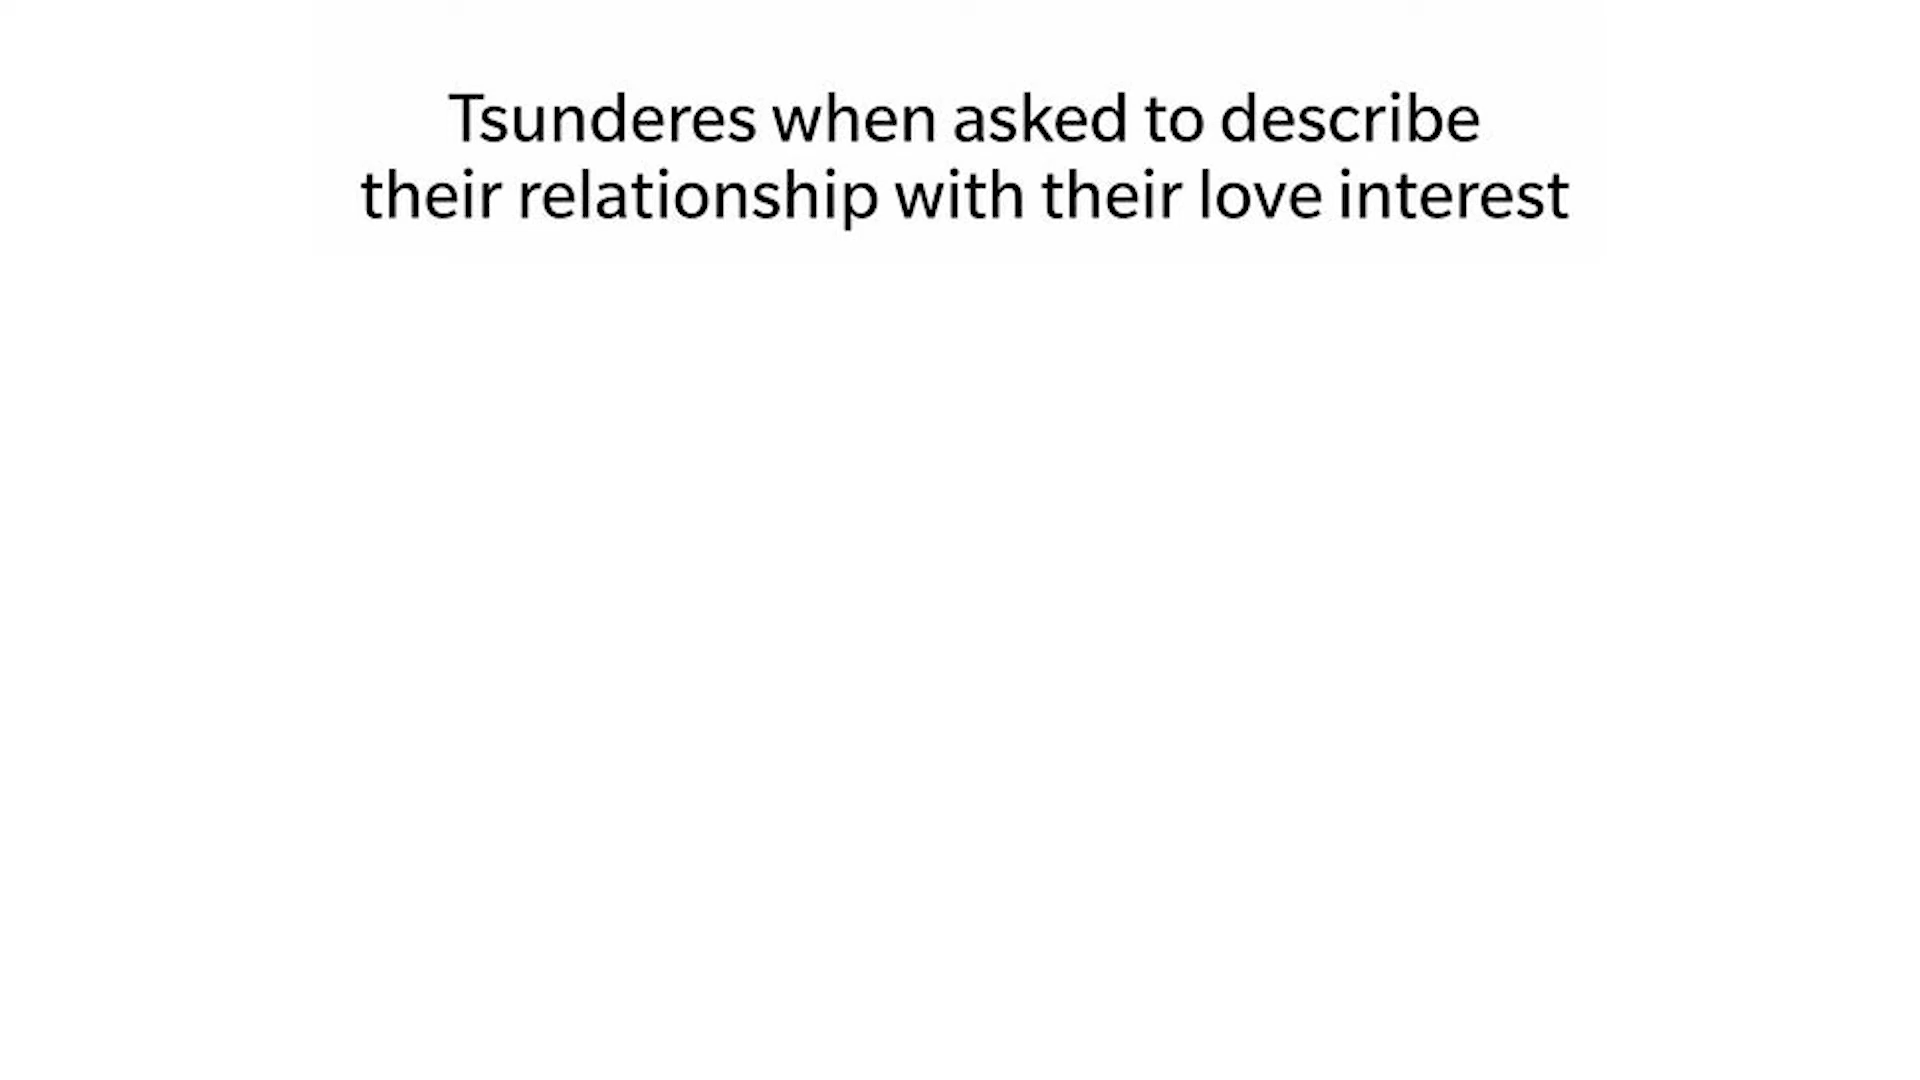 Tsunderes when asked to describe
their relationship with their love interest